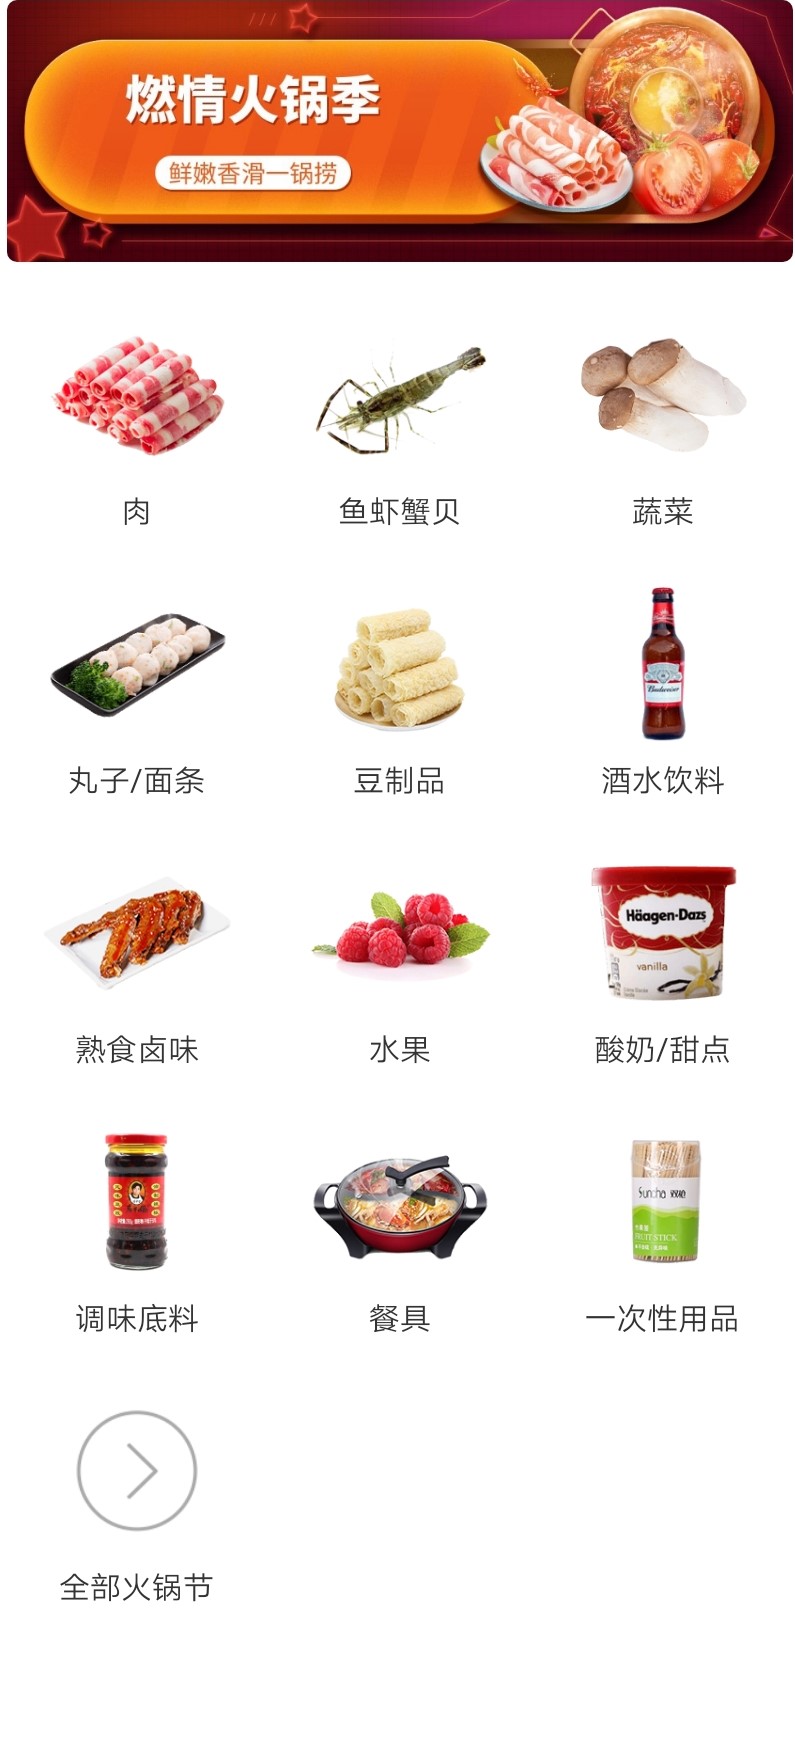 燃情火锅季
鲜嫩香滑一锅捞
肉
鱼虾蟹贝
蔬菜
Budweiser
丸子/面条
豆制品
酒水饮料
Häagen-Dazs
vanilla
熟食卤味
水果
酸奶/甜点
Suncha 双枪
FRUIT STICK
调味底料
餐具
一次性用品
全部火锅节